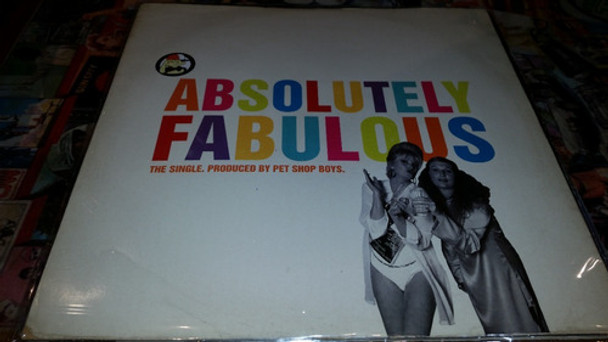 ABSOLUTELY
FABULOUS
THE SINGLE. PRODUCED BY PET SHOP BOYS.